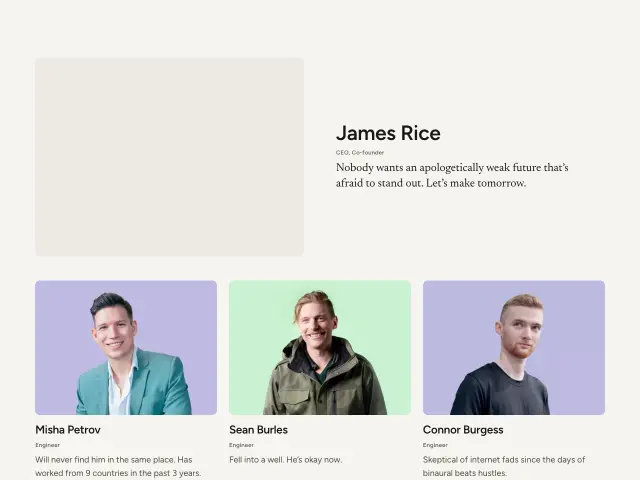 James Rice
CEO, Co-founder
Nobody wants an apologetically weak future that’s
afraid to stand out. Let’s make tomorrow.
Misha Petrov
Engineer
Will never find him in the same place. Has
worked from 9 countries in the past 3 years.
Sean Burles
Engineer
Fell into a well. He’s okay now.
Connor Burgess
Engineer
Skeptical of internet fads since the days of
binaural beats hustles.